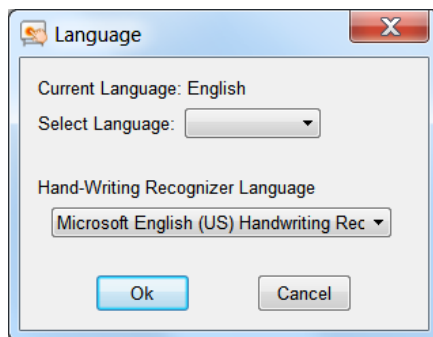 Language
Current Language: English
Select Language:
Hand-Writing Recognizer Language
Microsoft English (US) Handwriting Rec
Ok Cancel